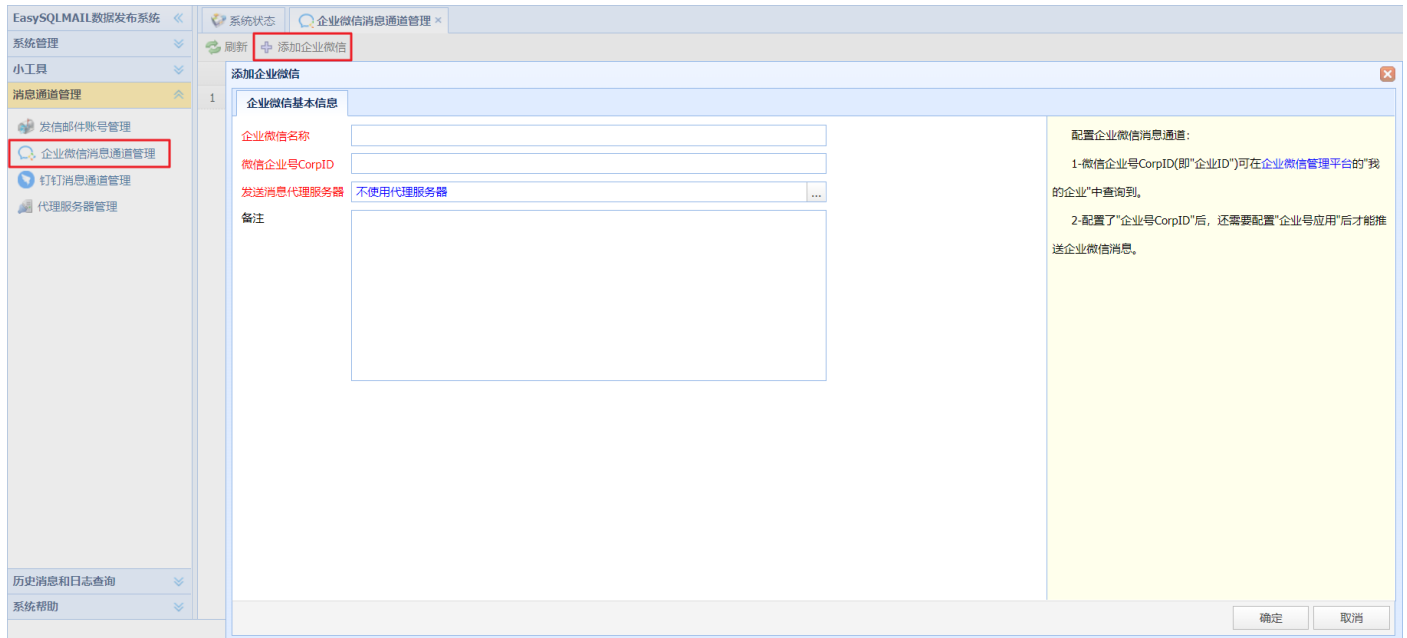 EasySQLMAIL数据发布系统
系统管理
小工具
消息通道管理
发信邮件账号管理
企业微信消息通道管理
钉钉消息通道管理
代理服务器管理
历史消息和日志查询
系统帮助
系统状态
企业微信消息通道管理
刷新
添加企业微信
1
添加企业微信
企业微信基本信息
企业微信名称
微信企业号CorpID
发送消息代理服务器
不使用代理服务器
...
备注
配置企业微信消息通道：
1-微信企业号CorpID(即"企业ID")可在企业微信管理平台的"我
的企业"中查询到。
2-配置了"企业号CorpID"后，还需要配置"企业号应用"后才能推
送企业微信消息。
确定
取消